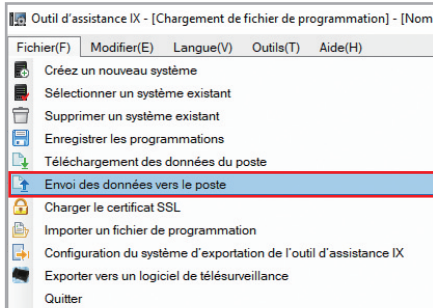 Outil d'assistance IX - [Chargement de fichier de programmation] - [Nom
Fichier(F) Modifier(E) Langue(V) Outils(T) Aide(H)
Créez un nouveau système
Sélectionner un système existant
Supprimer un système existant
Enregistrer les programmations
Téléchargement des données du poste
Envoi des données vers le poste
Charger le certificat SSL
Importer un fichier de programmation
Configuration du système d'exportation de l'outil d'assistance IX
Exporter vers un logiciel de télésurveillance
Quitter